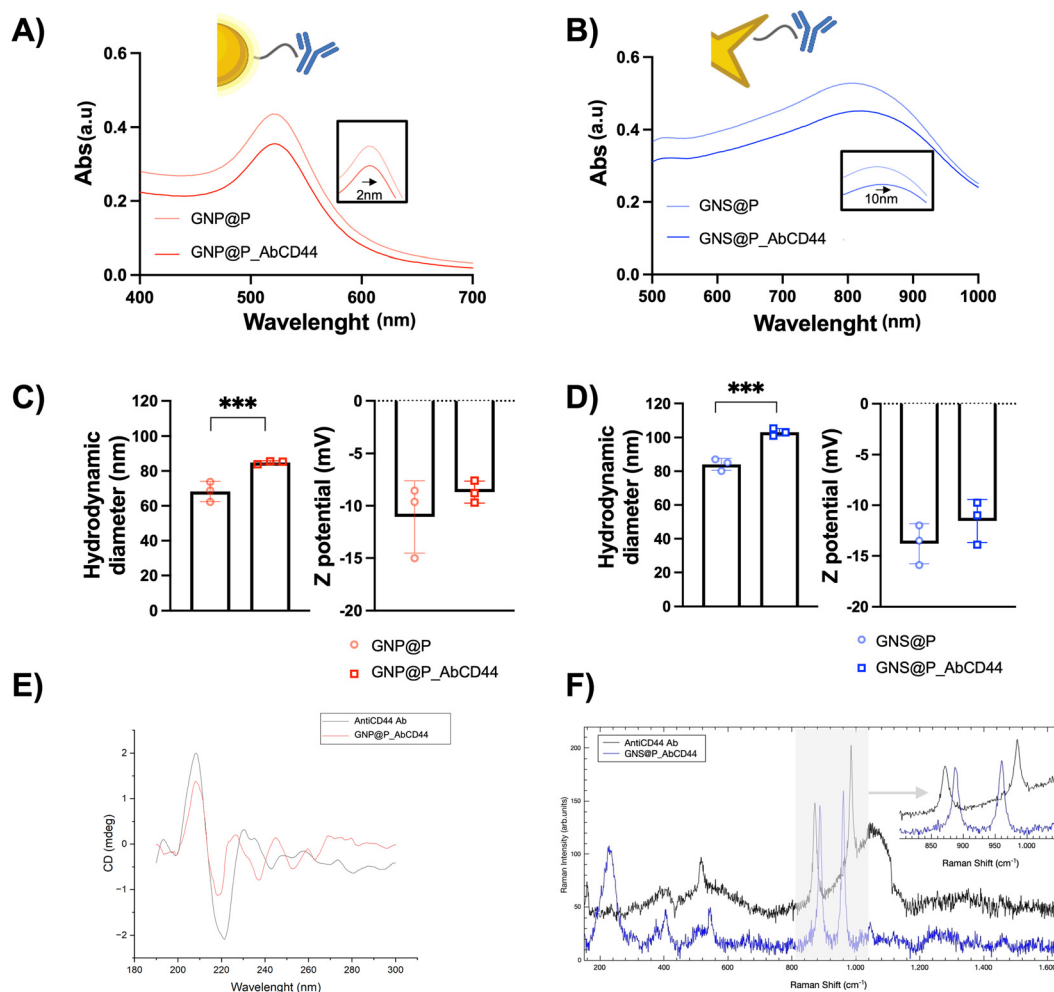 A)
Abs(a.u)
0.6
0.4
0.2
0.0
2nm
GNP@P
GNP@P_AbCD44
400
500
600
700
Wavelenght (nm)
B)
Abs(a.u)
0.6
0.4
0.2
0.0
10nm
GNS@P
GNS@P_AbCD44
500
600
700
800
900
1000
Wavelenght (nm)
C)
Hydrodynamic
diameter (nm)
120
100
80
60
40
20
0
***
Z potential (mV)
0
-5
-10
-15
-20
GNP@P
GNP@P_AbCD44
D)
Hydrodynamic
diameter (nm)
120
100
80
60
40
20
0
***
Z potential (mV)
0
-5
-10
-15
-20
GNS@P
GNS@P_AbCD44
E)
AntiCD44 Ab
GNP@P_AbCD44
CD (mdeg)
2
1
0
-1
-2
180
200
220
240
260
280
300
Wavelenght (nm)
F)
AntiCD44 Ab
GNS@P_AbCD44
Raman Intensity (arb.units)
200
150
100
50
0
850
900
950
1.000
Raman Shift (cm-1)
200
400
600
800
1.000
1.200
1.400
1.600
Raman Shift (cm-1)